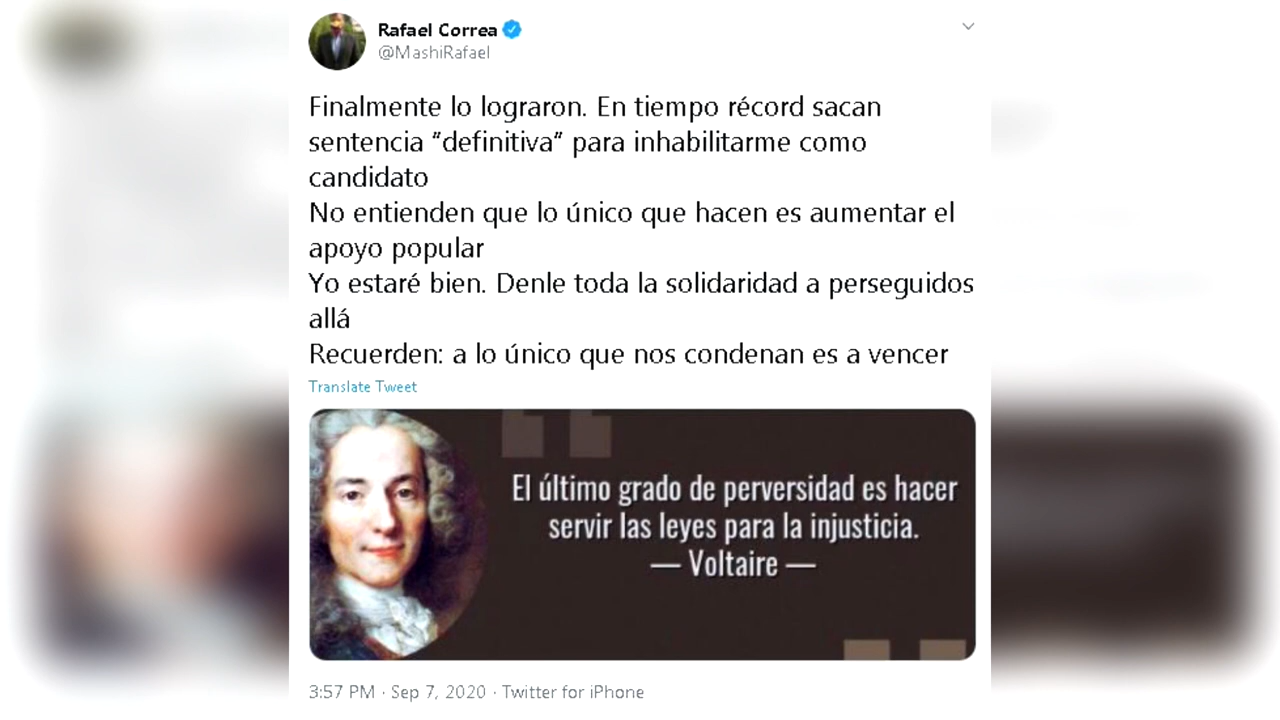 Rafael Correa
@MashiRafael
Finalmente lo lograron. En tiempo récord sacan
sentencia "definitiva" para inhabilitarme como
candidato
No entienden que lo único que hacen es aumentar el
apoyo popular
Yo estaré bien. Denle toda la solidaridad a perseguidos
allá
Recuerden: a lo único que nos condenan es a vencer
Translate Tweet
El último grado de perversidad es hacer
servir las leyes para la injusticia.
— Voltaire —
3:57 PM · Sep 7, 2020 · Twitter for iPhone